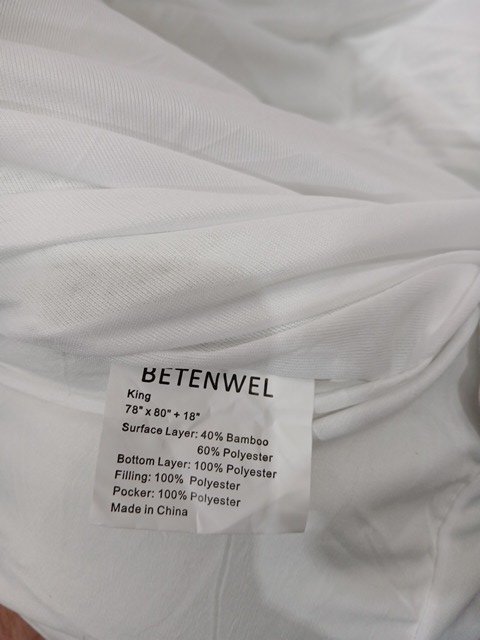 BETENWEL
King
78" x 80" + 18"
Surface Layer: 40% Bamboo
60% Polyester
Bottom Layer: 100% Polyester
Filling: 100% Polyester
Pocker: 100% Polyester
Made in China